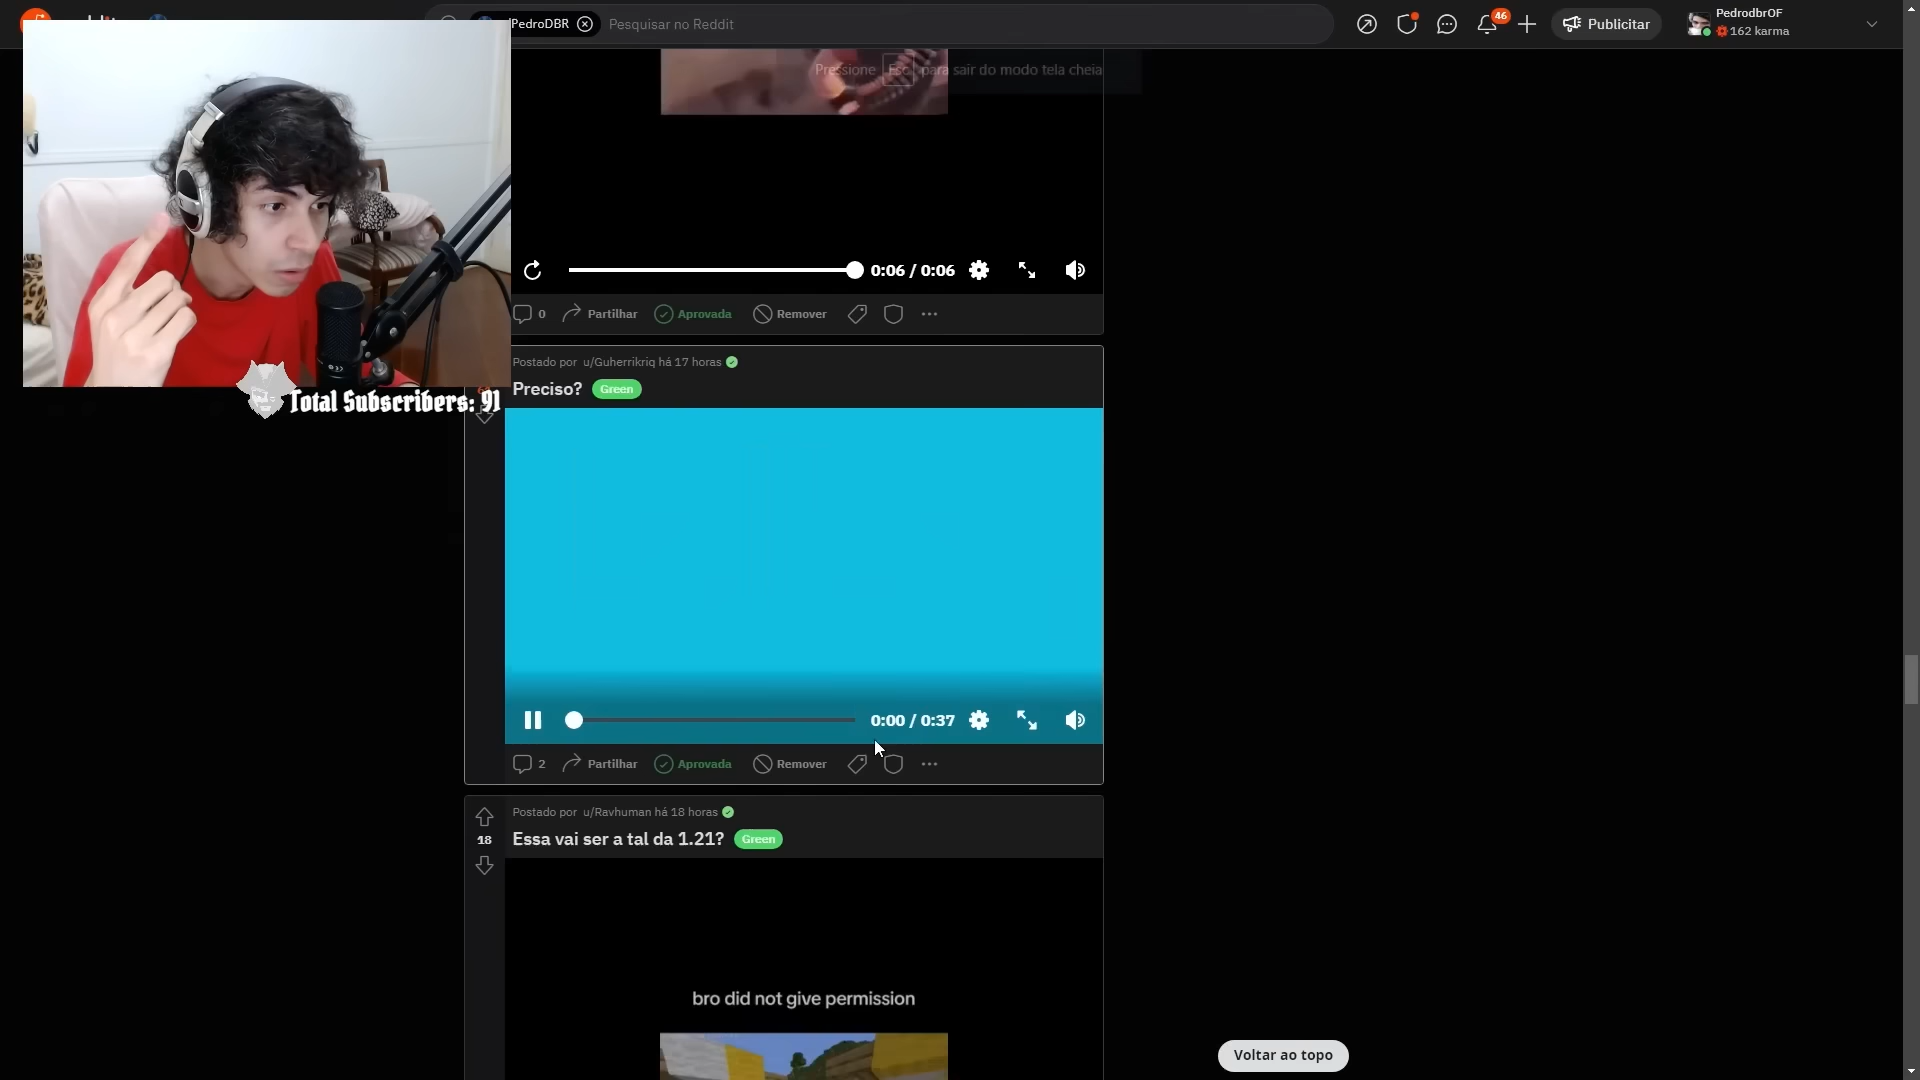 PedroDBR
Pesquisar no Reddit
46
Publicitar
PedrodbrOF
162 karma
Pressione Esc para sair do modo tela cheia
0:06 / 0:06
0
Partilhar
Aprovada
Remover
Total Subscribers: 91
Postado por u/Guherrikriq há 17 horas
Preciso?
Green
0:00 / 0:37
2
Partilhar
Aprovada
Remover
18
Postado por u/Ravhuman há 18 horas
Essa vai ser a tal da 1.21?
Green
bro did not give permission
Voltar ao topo